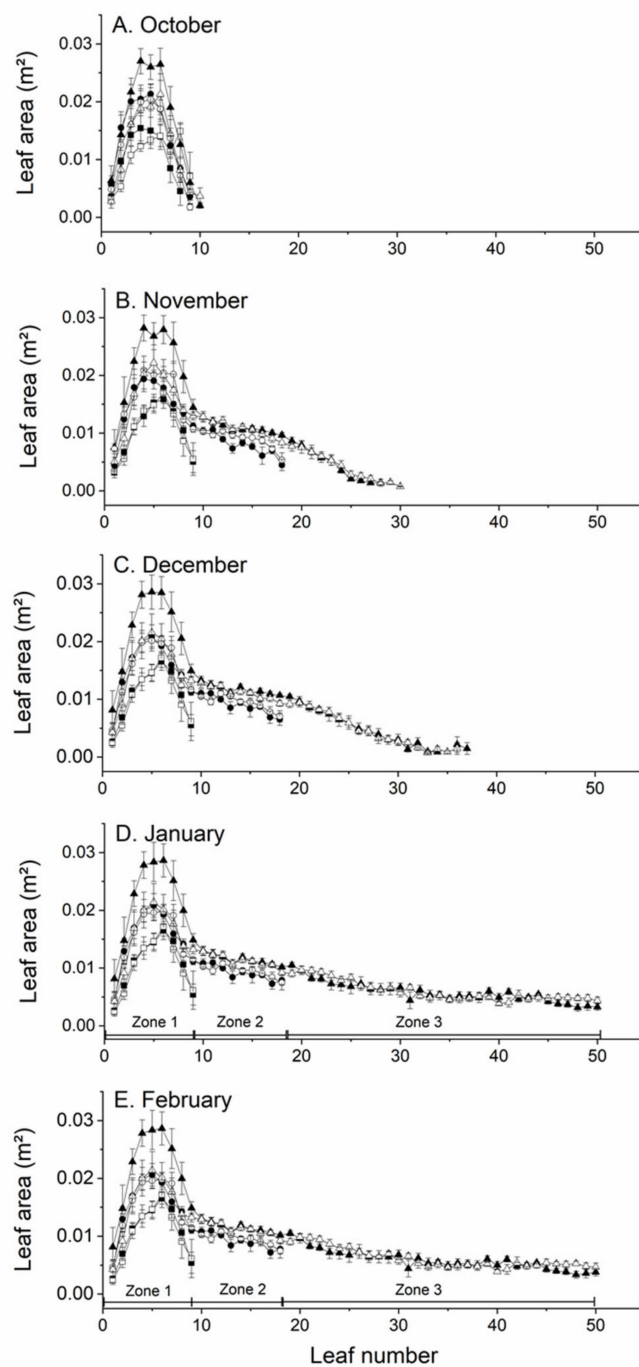 A. October
Leaf area (m²)
0.03
0.02
0.01
0.00
0 10 20 30 40 50
B. November
Leaf area (m²)
0.03
0.02
0.01
0.00
0 10 20 30 40 50
C. December
Leaf area (m²)
0.03
0.02
0.01
0.00
0 10 20 30 40 50
D. January
Leaf area (m²)
0.03
0.02
0.01
0.00
Zone 1 Zone 2 Zone 3
0 10 20 30 40 50
E. February
Leaf area (m²)
0.03
0.02
0.01
0.00
Zone 1 Zone 2 Zone 3
0 10 20 30 40 50
Leaf number